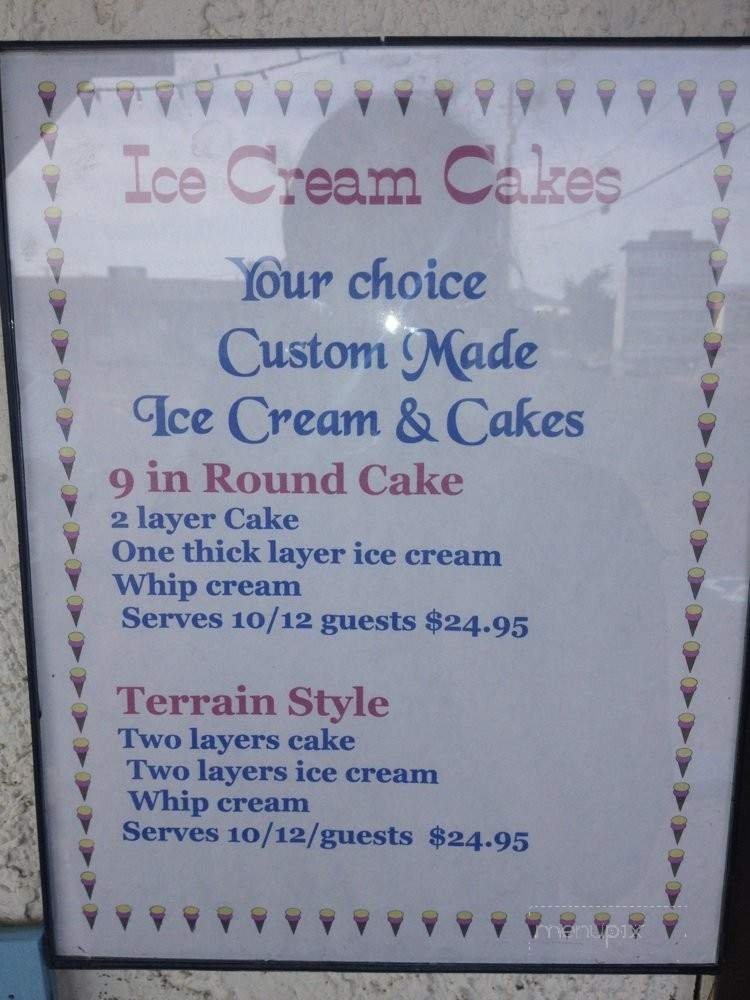 Ice Cream Cakes
Your choice
Custom Made
Ice Cream & Cakes
9 in Round Cake
2 layer Cake
One thick layer ice cream
Whip cream
Serves 10/12 guests $24.95
Terrain Style
Two layers cake
Two layers ice cream
Whip cream
Serves 10/12/guests $24.95
menupix